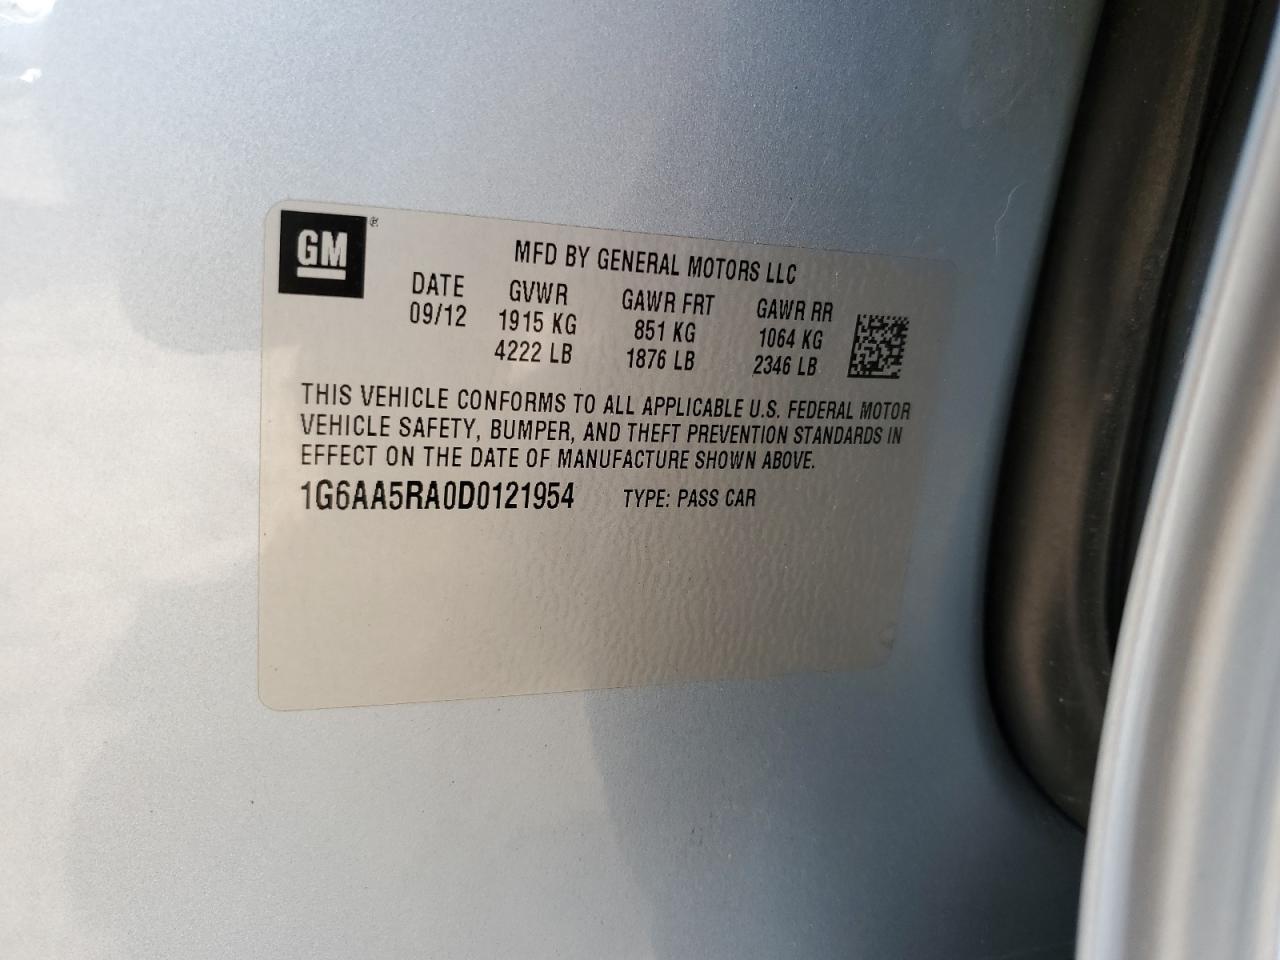 GM ®
MFD BY GENERAL MOTORS LLC
DATE GVWR GAWR FRT GAWR RR
09/12 1915 KG 851 KG 1064 KG
4222 LB 1876 LB 2346 LB
THIS VEHICLE CONFORMS TO ALL APPLICABLE U.S. FEDERAL MOTOR
VEHICLE SAFETY, BUMPER, AND THEFT PREVENTION STANDARDS IN
EFFECT ON THE DATE OF MANUFACTURE SHOWN ABOVE.
1G6AA5RA0D0121954 TYPE: PASS CAR